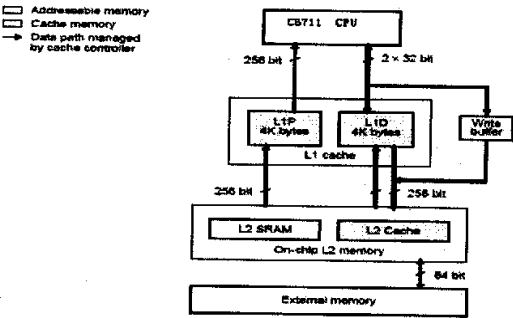 Addressable memory
Cache memory
Data path managed
by cache controller
C6711 CPU
256 bit
2 × 32 bit
L1P
4K bytes
L1D
4K bytes
Write
buffer
L1 cache
256 bit
256 bit
L2 SRAM
L2 Cache
On-chip L2 memory
64 bit
External memory